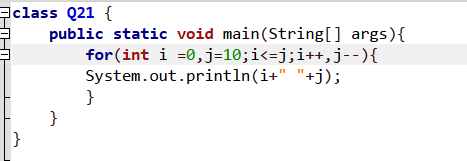 class Q21 {
    public static void main(String[] args){
        for(int i =0,j=10;i<=j;i++,j--){
        System.out.println(i+" "+j);
        }
    }
}